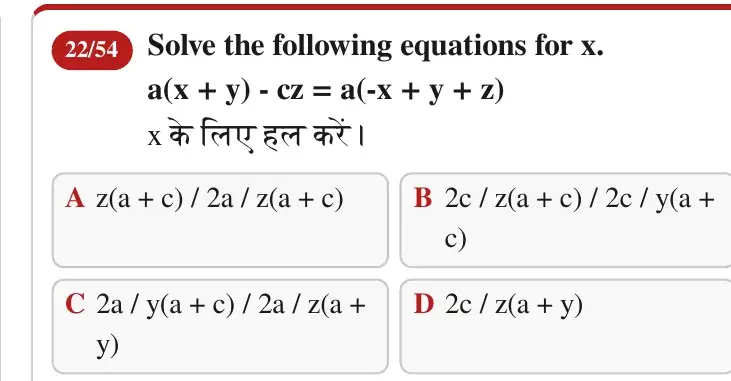 22/54 Solve the following equations for x.
a(x + y) - cz = a(-x + y + z)
x के लिए हल करें।
A z(a + c) / 2a / z(a + c)
B 2c / z(a + c) / 2c / y(a +
c)
C 2a / y(a + c) / 2a / z(a +
y)
D 2c / z(a + y)